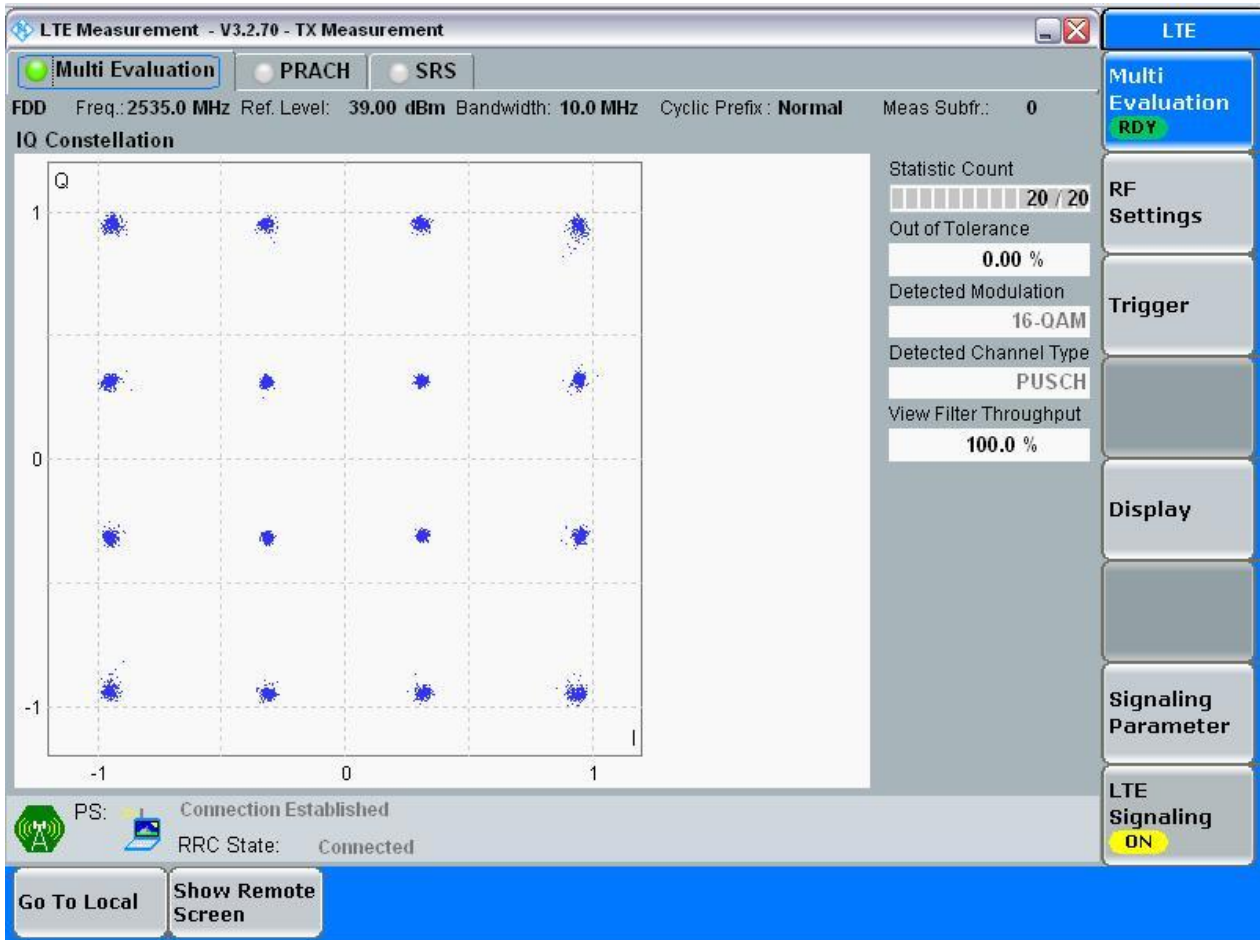 LTE Measurement - V3.2.70 - TX Measurement
LTE
Multi Evaluation
PRACH
SRS
FDD Freq.: 2535.0 MHz Ref. Level: 39.00 dBm Bandwidth: 10.0 MHz Cyclic Prefix : Normal Meas Subfr.: 0
IQ Constellation
Q
1
0
-1
I
-1 0 1
Statistic Count
20 / 20
Out of Tolerance
0.00 %
Detected Modulation
16-QAM
Detected Channel Type
PUSCH
View Filter Throughput
100.0 %
Multi
Evaluation
RDY
RF
Settings
Trigger
Display
Signaling
Parameter
LTE
Signaling
ON
PS: Connection Established
RRC State: Connected
Go To Local
Show Remote
Screen